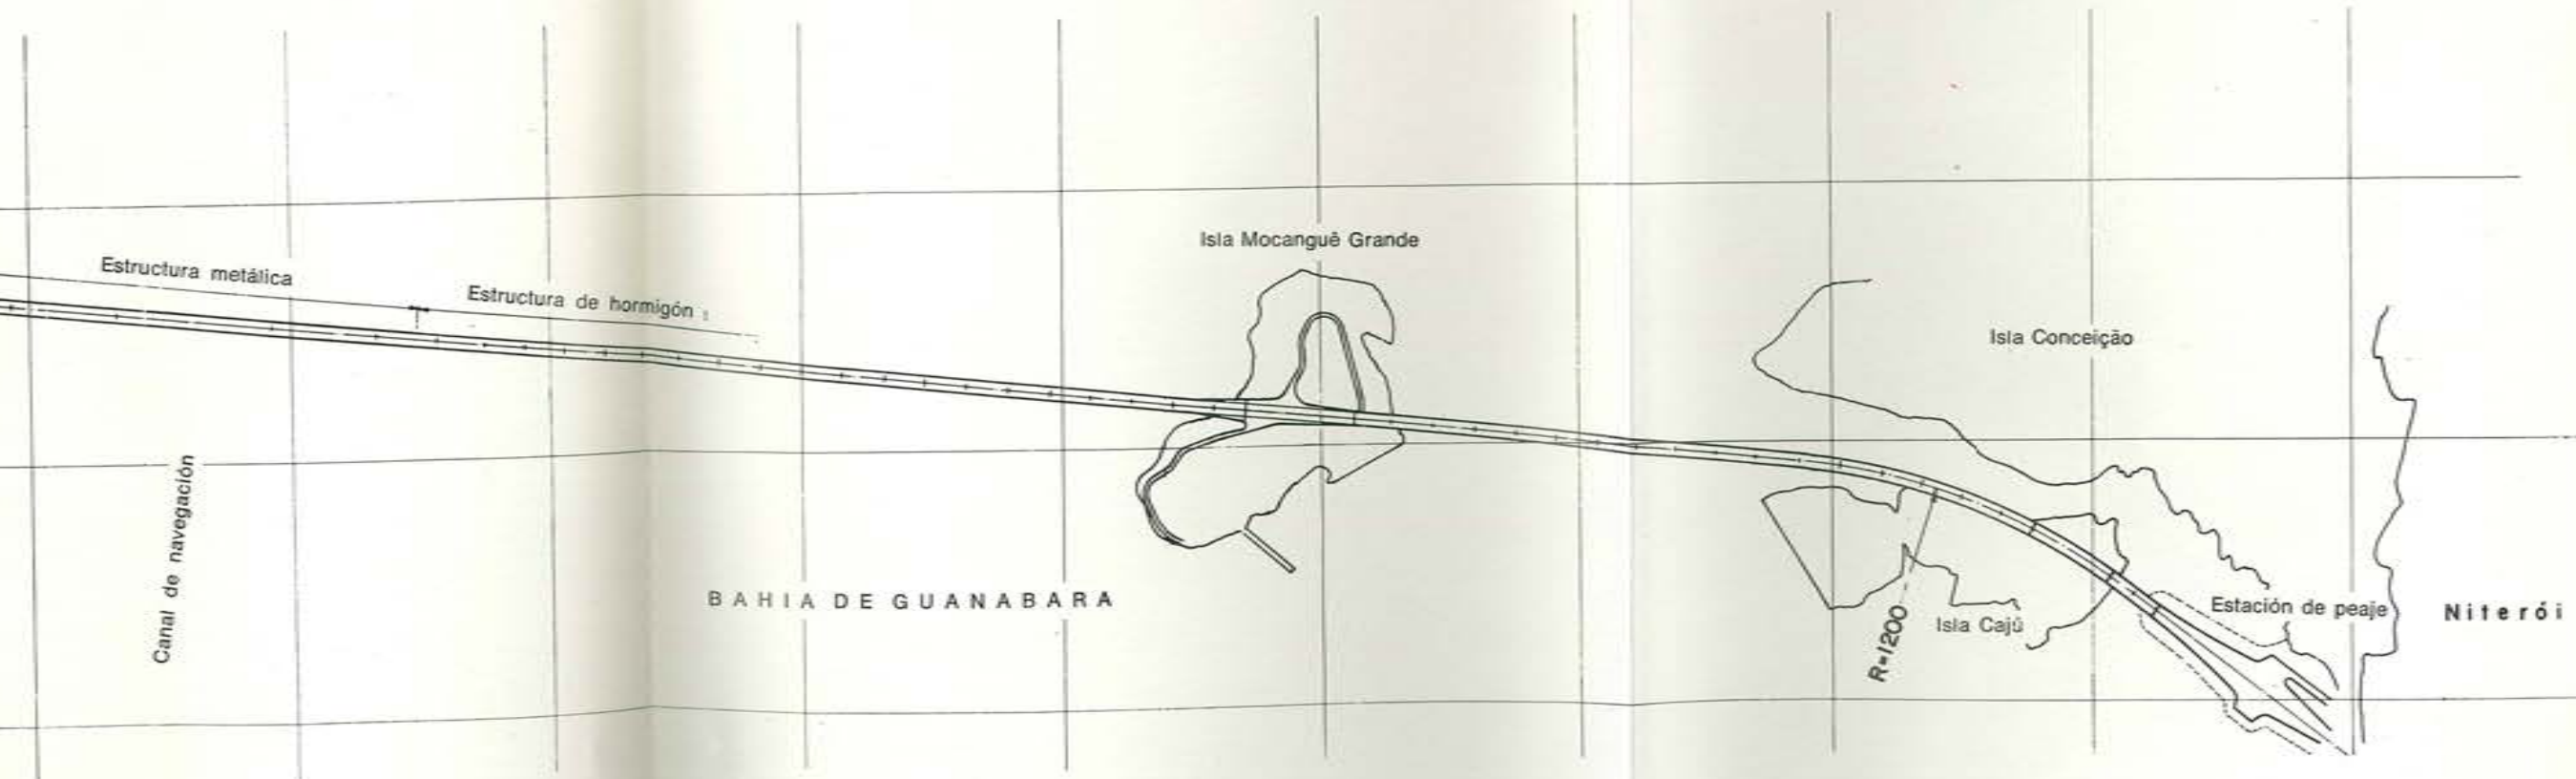 Isla Mocanguê Grande
Estructura metálica
Estructura de hormigón
Isla Conceição
Canal de navegación
BAHIA DE GUANABARA
R=1200
Isla Cajû
Estación de peaje
Niterói